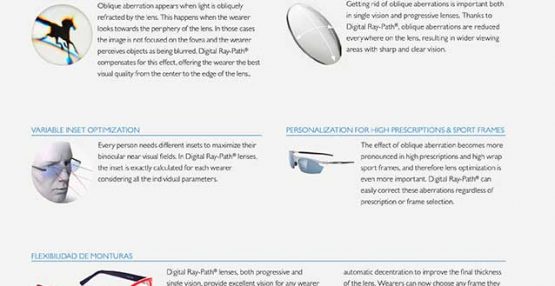 Oblique aberration appears when light is obliquely
refracted by the lens. This happens when the wearer
looks towards the periphery of the lens. In those cases
the image is not focused on the fovea and the wearer
perceives objects as being blurred. Digital Ray-Path®
compensates for this effect, offering the wearer the best
visual quality from the center to the edge of the lens.
Getting rid of oblique aberrations is important both
in single vision and progressive lenses. Thanks to
Digital Ray-Path®, oblique aberrations are reduced
everywhere on the lens, resulting in wider viewing
areas with sharp and clear vision.
VARIABLE INSET OPTIMIZATION
Every person needs different insets to maximize their
binocular near visual fields. In Digital Ray-Path® lenses,
the inset is exactly calculated for each wearer
considering all the individual parameters.
PERSONALIZATION FOR HIGH PRESCRIPTIONS & SPORT FRAMES
The effect of oblique aberration becomes more
pronounced in high prescriptions and high wrap
sport frames, and therefore lens optimization is
even more important. Digital Ray-Path® can
easily correct these aberrations regardless of
prescription or frame selection.
FLEXIBILIDAD DE MONTURAS
Digital Ray-Path® lenses, both progressive and
single vision, provide excellent vision for any wearer
automatic decentration to improve the final thickness
of the lens. Wearers can now choose any frame they